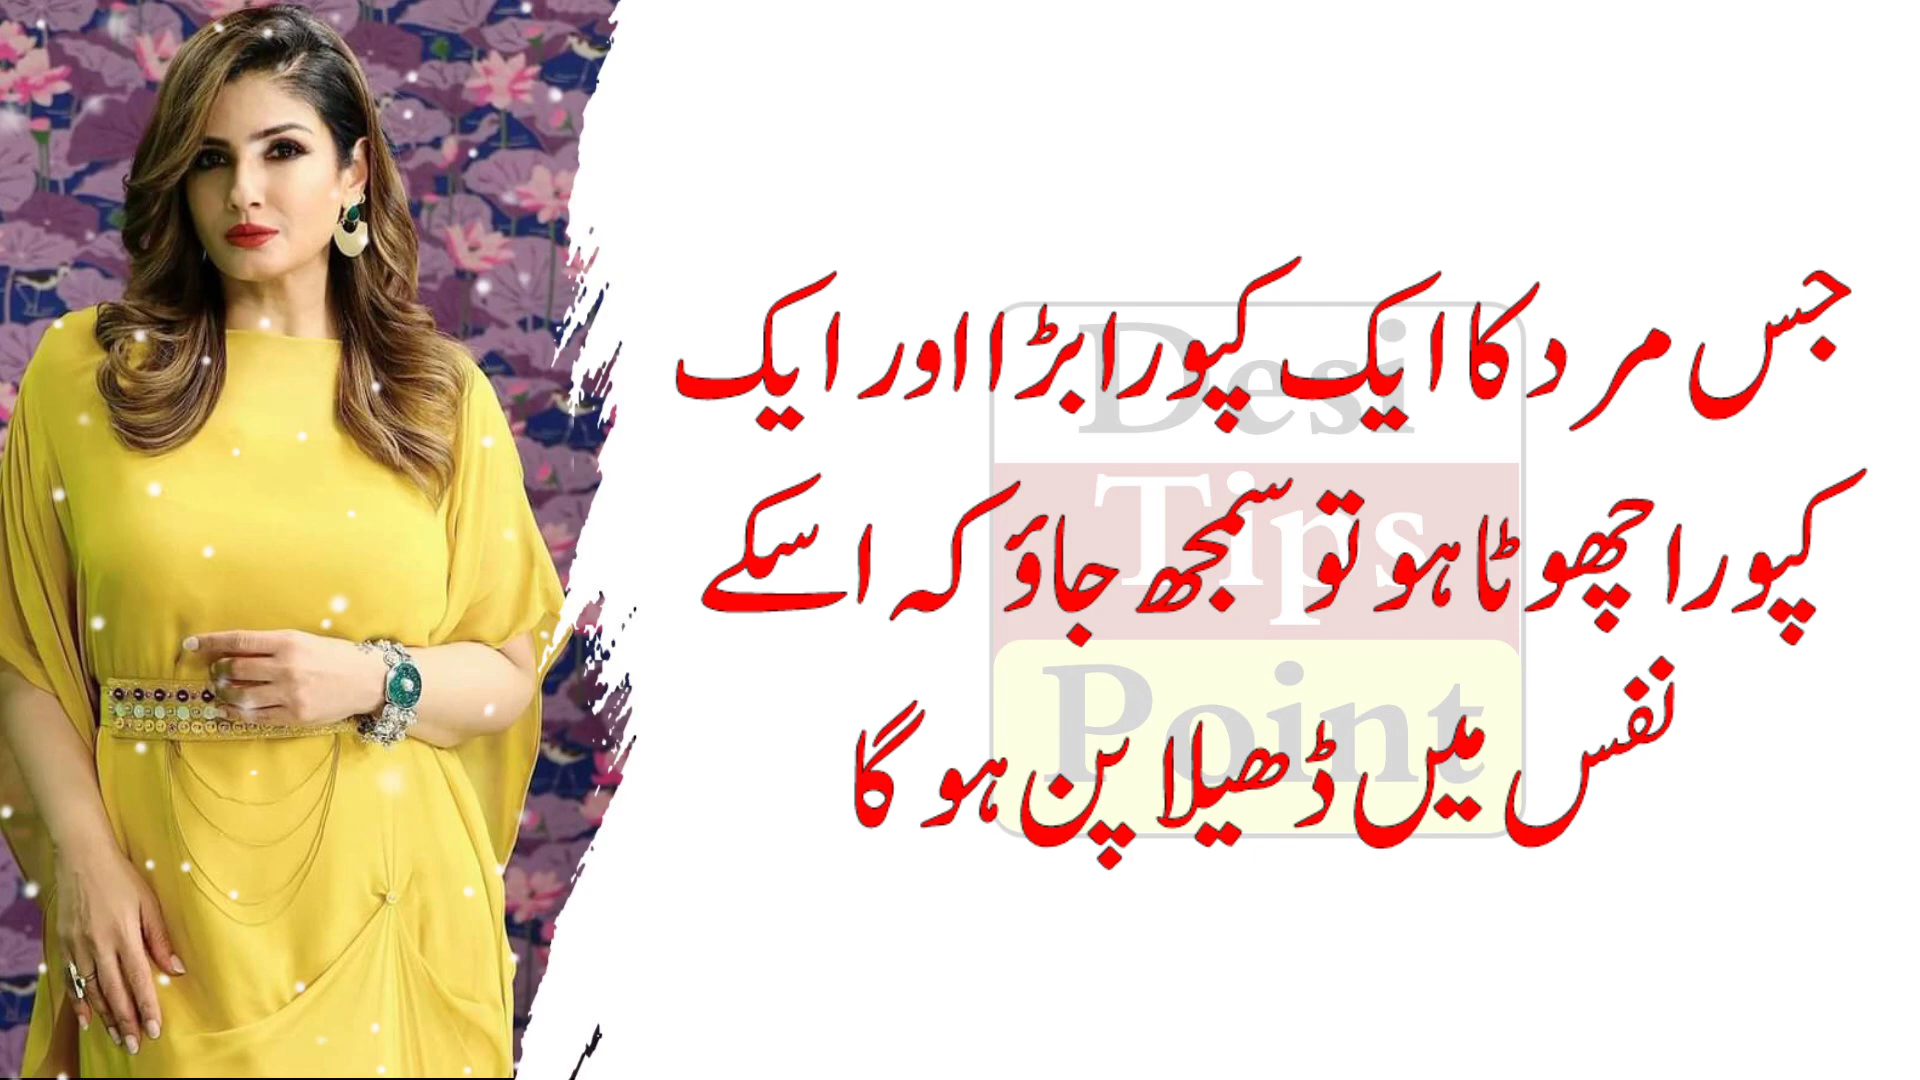 جس مرد کا ایک کپورا بڑا اور ایک
کپورا چھوٹا ہو تو سمجھ جاؤ کہ اسکے
نفس میں ڈھیلا پن ہو گا
Desi
Tips
Point